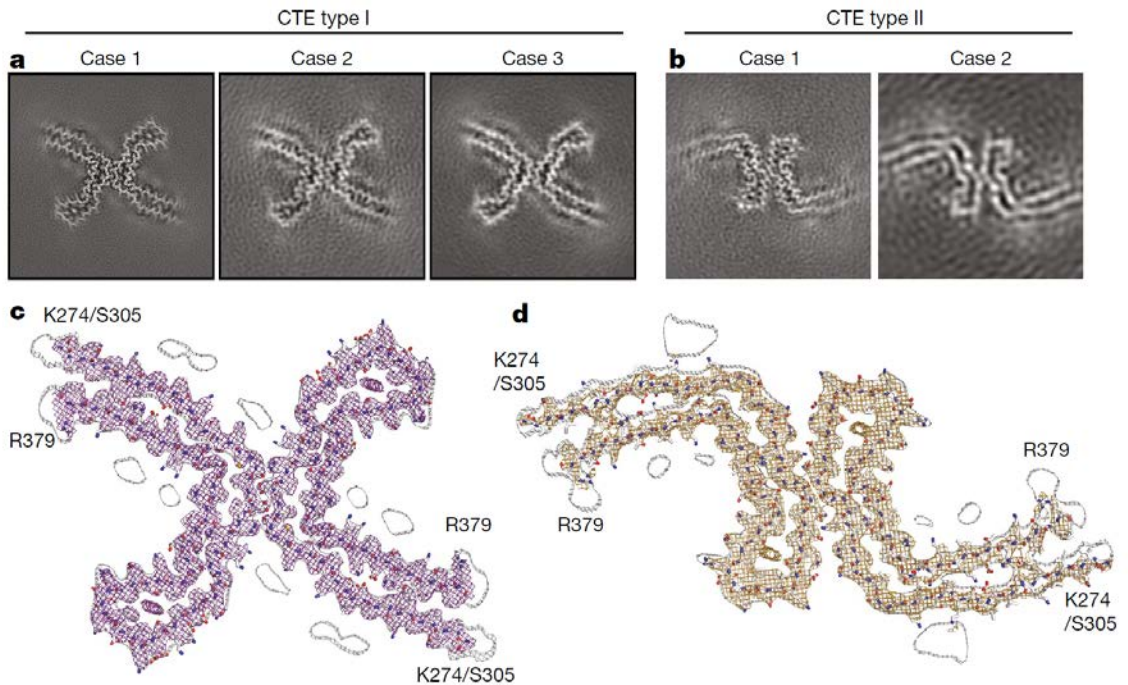 CTE type I
CTE type II
a
Case 1
Case 2
Case 3
b
Case 1
Case 2
c
K274/S305
R379
R379
K274/S305
d
K274
/S305
R379
R379
K274
/S305